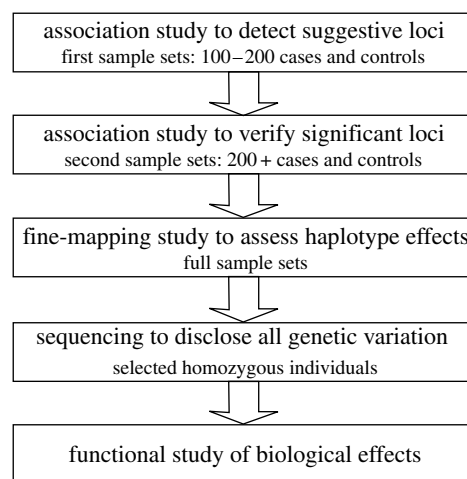 association study to detect suggestive loci
first sample sets: 100–200 cases and controls
association study to verify significant loci
second sample sets: 200+ cases and controls
fine-mapping study to assess haplotype effects
full sample sets
sequencing to disclose all genetic variation
selected homozygous individuals
functional study of biological effects